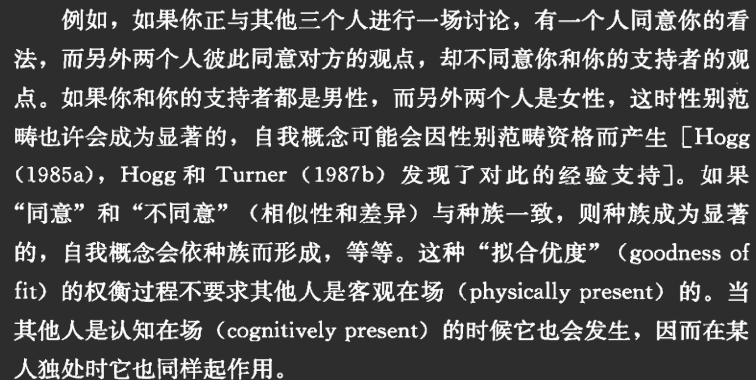 例如，如果你正与其他三个人进行一场讨论，有一个人同意你的看
法，而另外两个人彼此同意对方的观点，却不同意你和你的支持者的观
点。如果你和你的支持者都是男性，而另外两个人是女性，这时性别范
畴也许会成为显著的，自我概念可能会因性别范畴资格而产生［Hogg
（1985a），Hogg 和 Turner（1987b）发现了对此的经验支持］。如果
“同意”和“不同意”（相似性和差异）与种族一致，则种族成为显著
的，自我概念会依种族而形成，等等。这种“拟合优度”（goodness of
fit）的权衡过程不要求其他人是客观在场（physically present）的。当
其他人是认知在场（cognitively present）的时候它也会发生，因而在某
人独处时它也同样起作用。